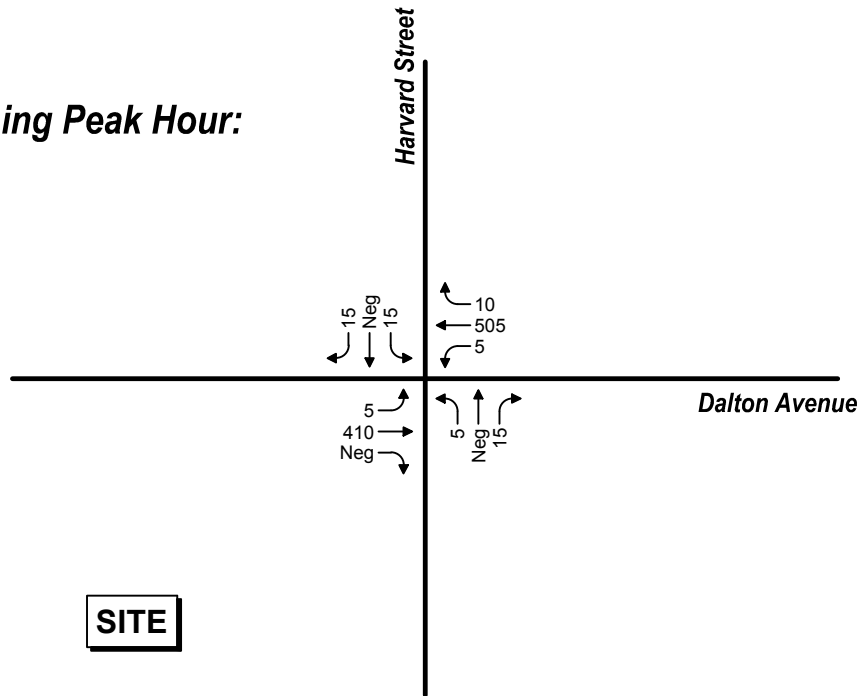 Harvard Street
ing Peak Hour:
15
Neg
15
10
505
5
Dalton Avenue
5
410
Neg
5
Neg
15
SITE